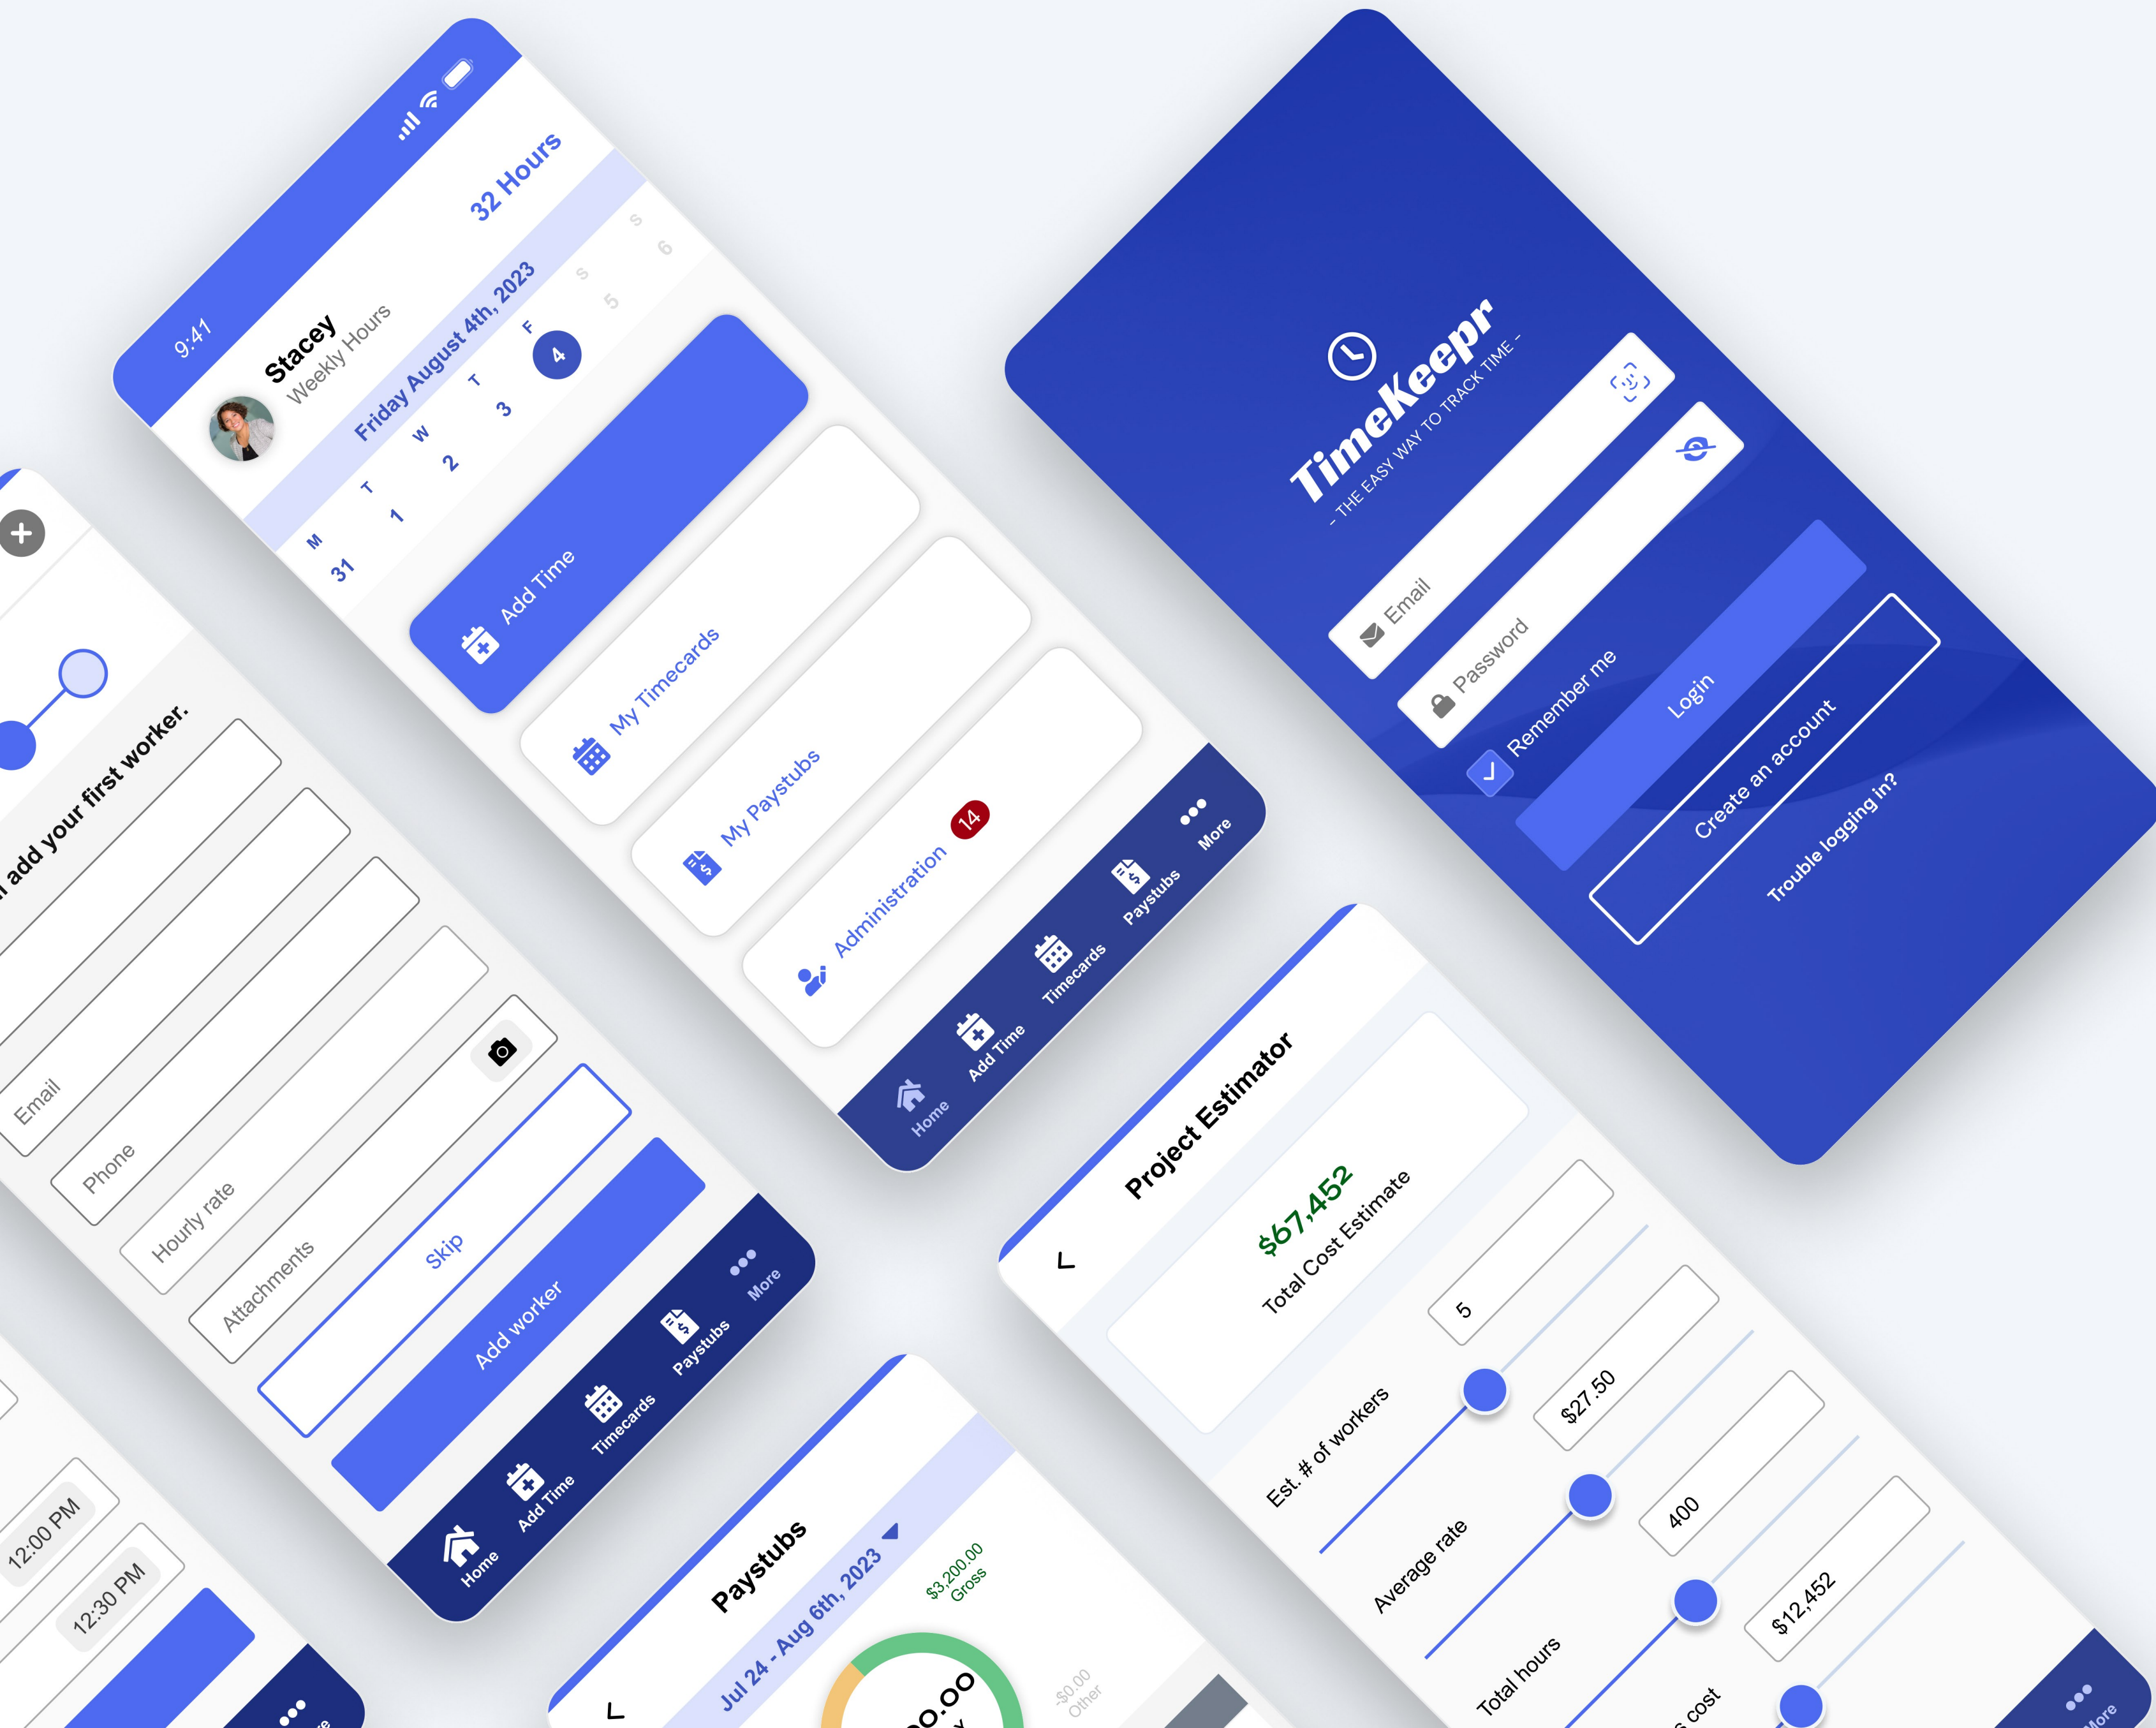 9:41
Stacey
Weekly Hours
32 Hours
Friday August 4th, 2023
M T W T F S S
31 1 2 3 4 5 6
Add Time
My Timecards
My Paystubs
Administration 14
Home Add Time Timecards Paystubs More
TimeKeepr
- THE EASY WAY TO TRACK TIME -
Email
Password
Remember me
Login
Create an account
Trouble logging in?
add your first worker.
Email
Phone
Hourly rate
Attachments
Skip
Add worker
Home Add Time Timecards Paystubs More
Project Estimator
$67,452
Total Cost Estimate
Est. # of workers 5
Average rate $27.50
Total hours 400
cost $12,452
More
Paystubs
Jul 24 - Aug 6th, 2023
$3,200.00
Gross
-$0.00
Other
12:00 PM
12:30 PM